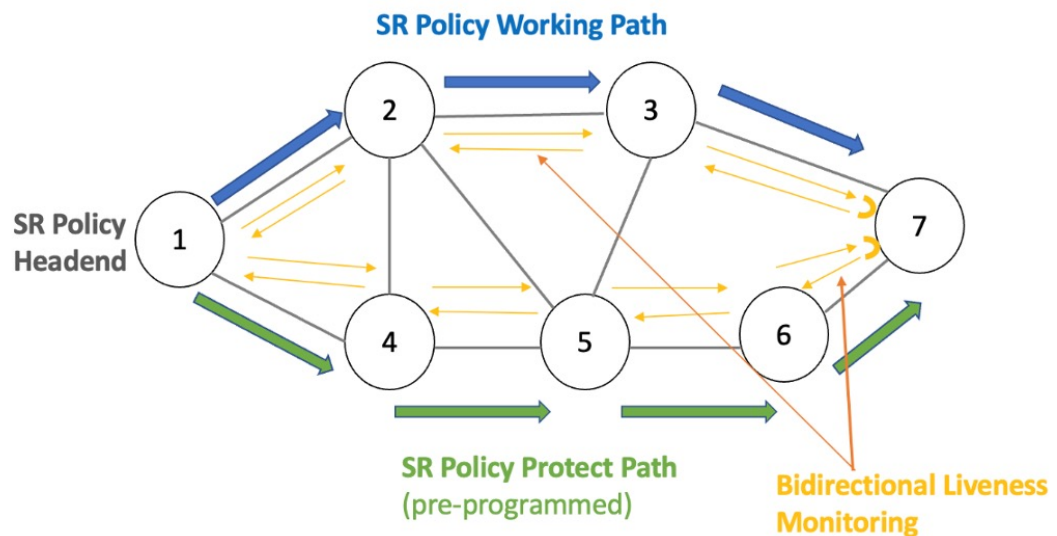 SR Policy Working Path
2
3
SR Policy
Headend
1
7
4
5
6
SR Policy Protect Path
(pre-programmed)
Bidirectional Liveness
Monitoring